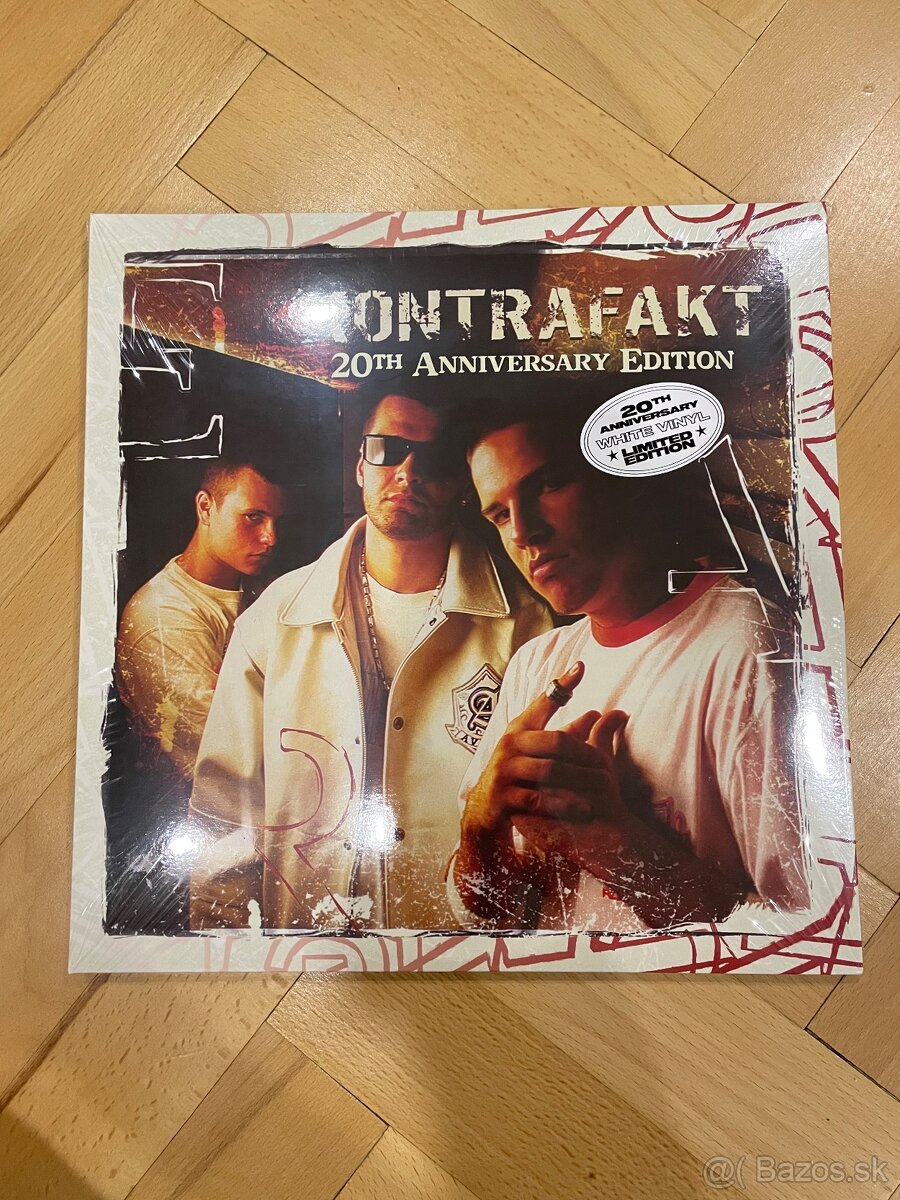 KONTRAFAKT
20TH ANNIVERSARY EDITION
20TH
ANNIVERSARY
WHITE VINYL
LIMITED
EDITION
@( Bazos.sk